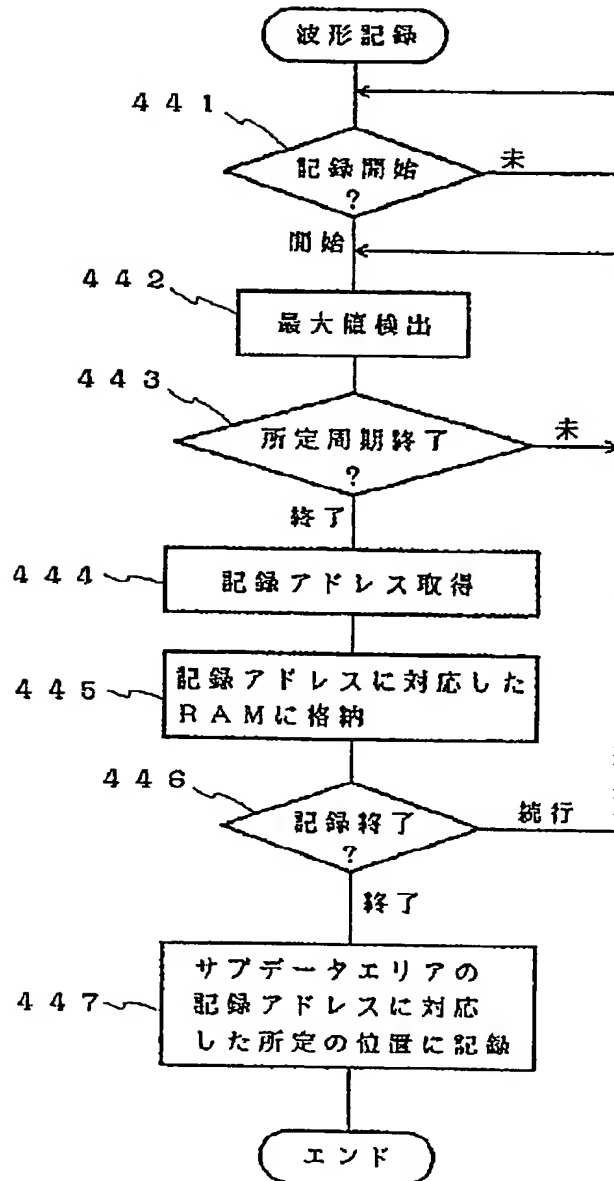 波形記録
441
記録開始
?
未
開始
442
最大値検出
443
所定周期終了
?
未
終了
444
記録アドレス取得
445
記録アドレスに対応した
RAMに格納
446
記録終了
?
続行
終了
447
サブデータエリアの
記録アドレスに対応
した所定の位置に記録
エンド